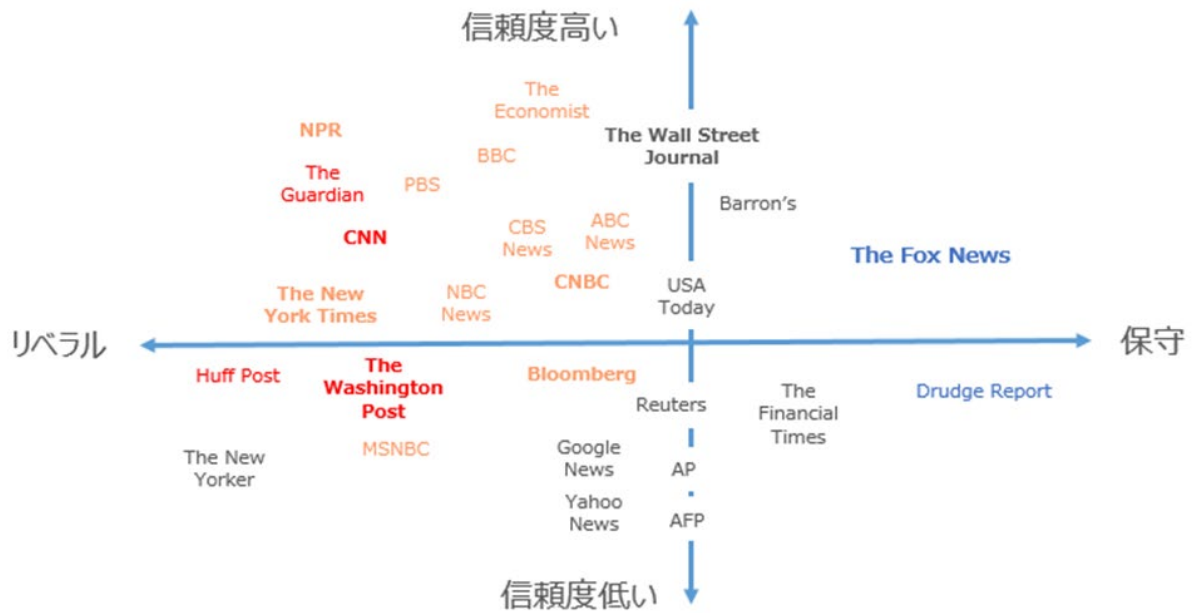 信頼度高い
The
Economist
NPR
The Wall Street
Journal
BBC
The
Guardian
PBS
Barron's
CNN
CBS
News
ABC
News
The Fox News
The New
York Times
NBC
News
CNBC
USA
Today
リベラル
保守
Huff Post
The
Washington
Post
Bloomberg
Reuters
The
Financial
Times
Drudge Report
The New
Yorker
MSNBC
Google
News
AP
Yahoo
News
AFP
信頼度低い